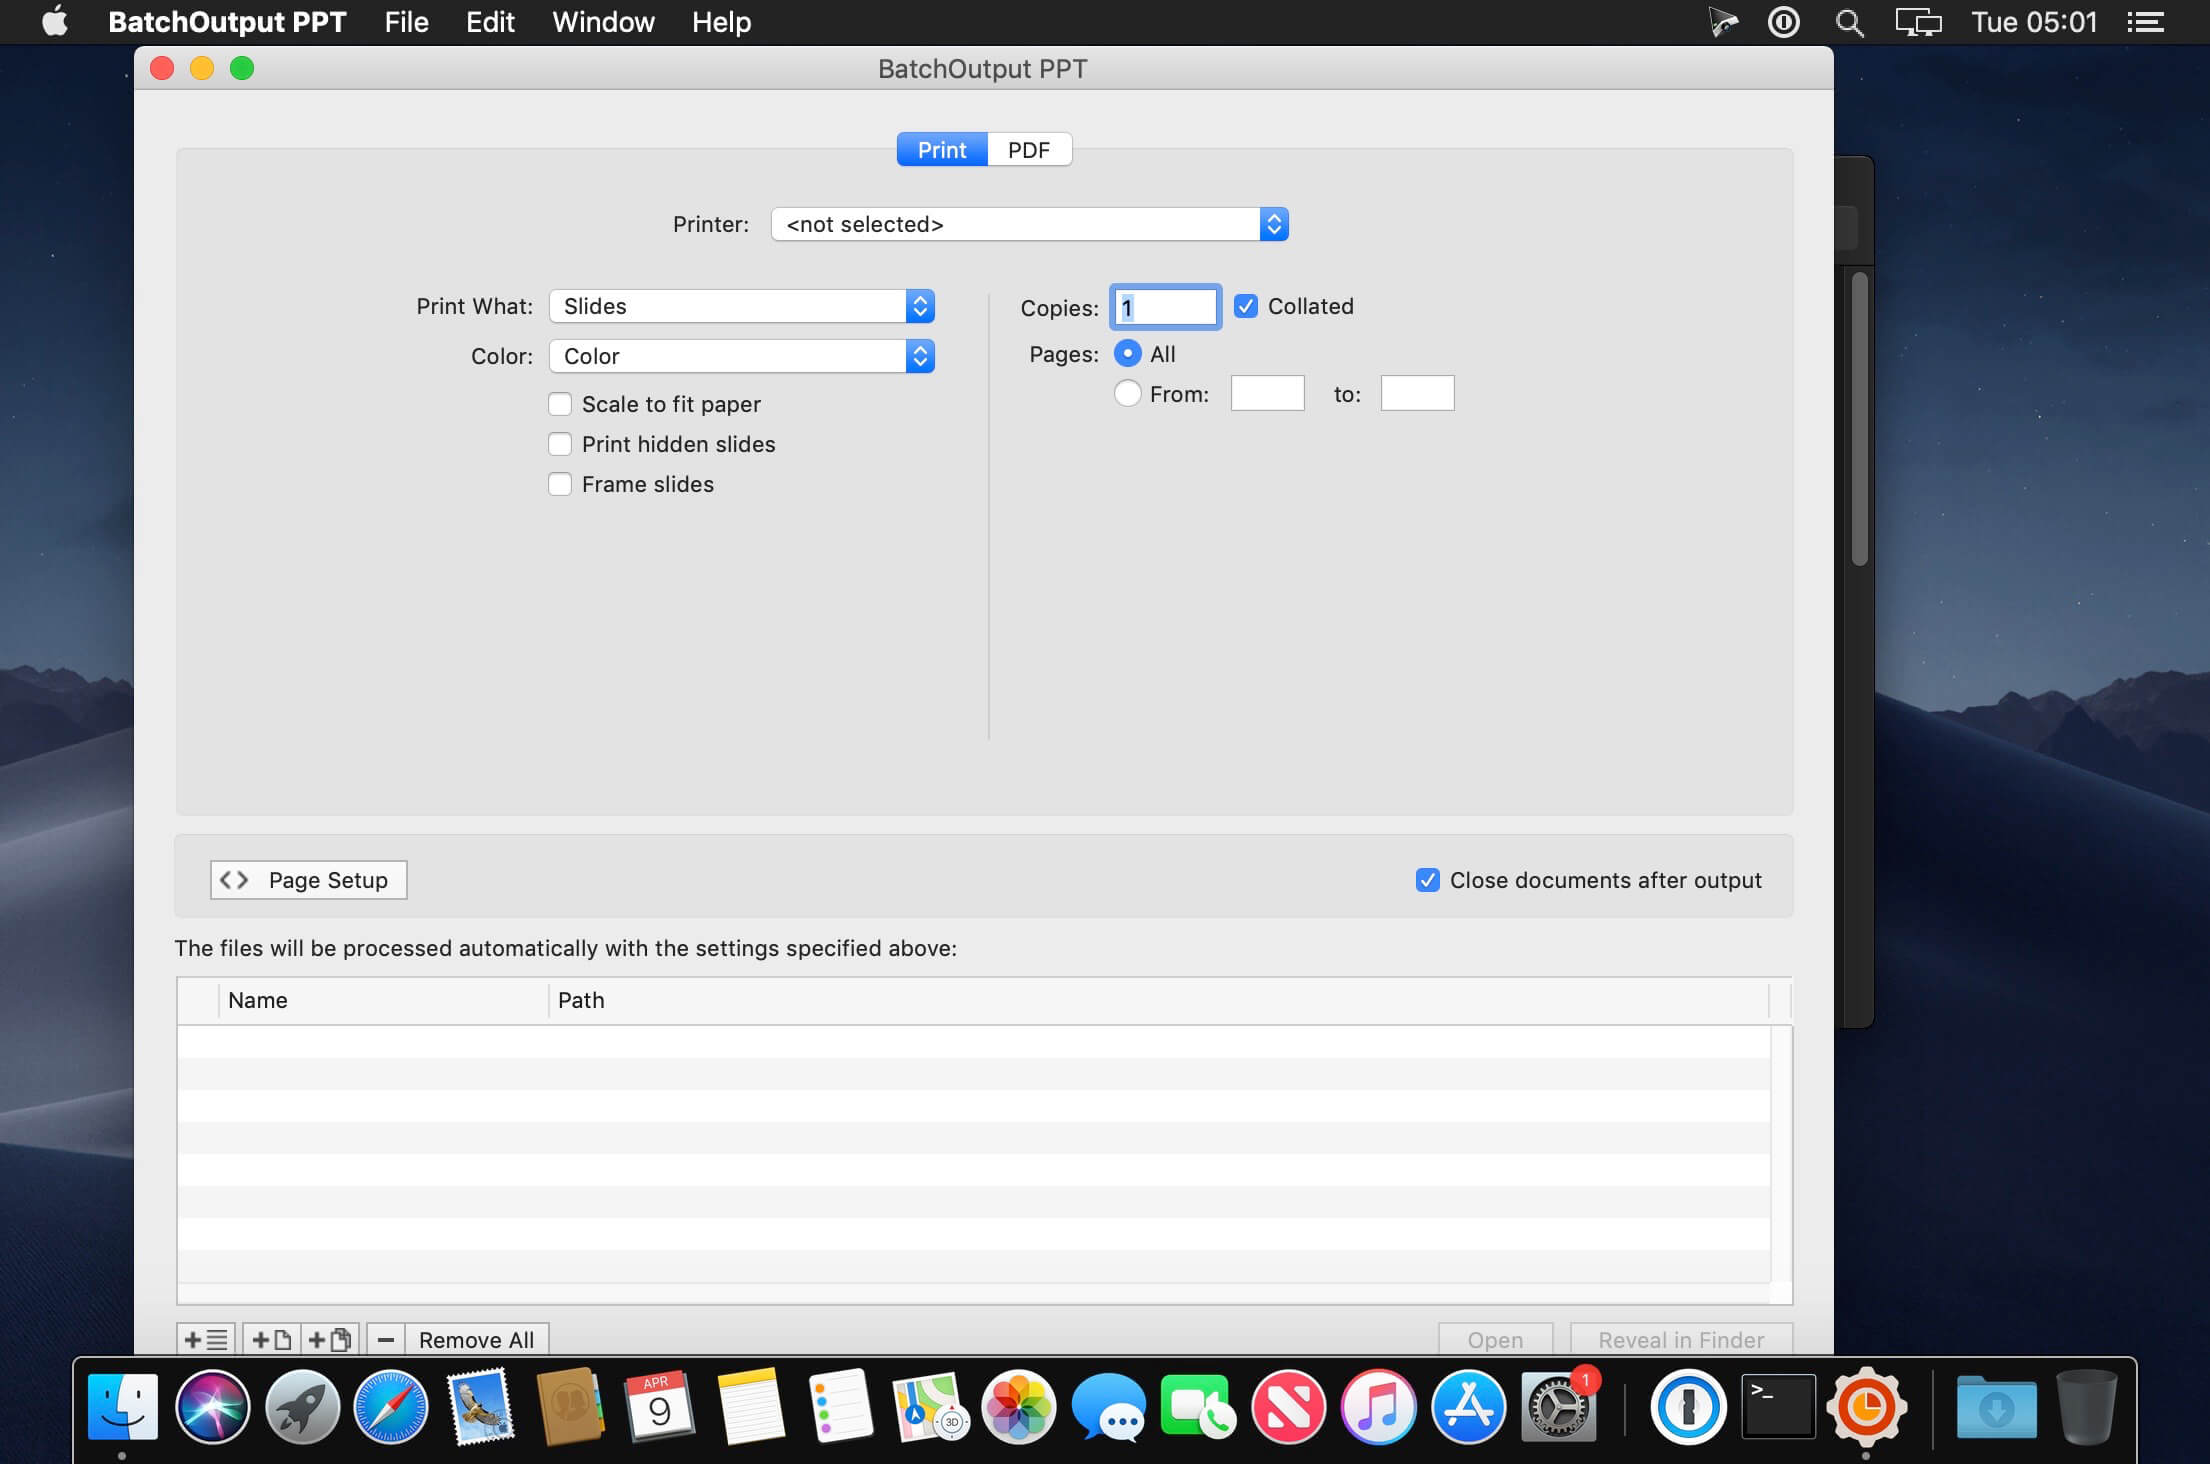 BatchOutput PPT File Edit Window Help Tue 05:01
BatchOutput PPT
Print PDF
Printer: <not selected>
Print What: Slides
Copies: 1 Collated
Color: Color
Pages: All
Scale to fit paper
From: to:
Print hidden slides
Frame slides
Page Setup
Close documents after output
The files will be processed automatically with the settings specified above:
Name Path
Remove All Open Reveal in Finder
APR
9
3D
1
>_